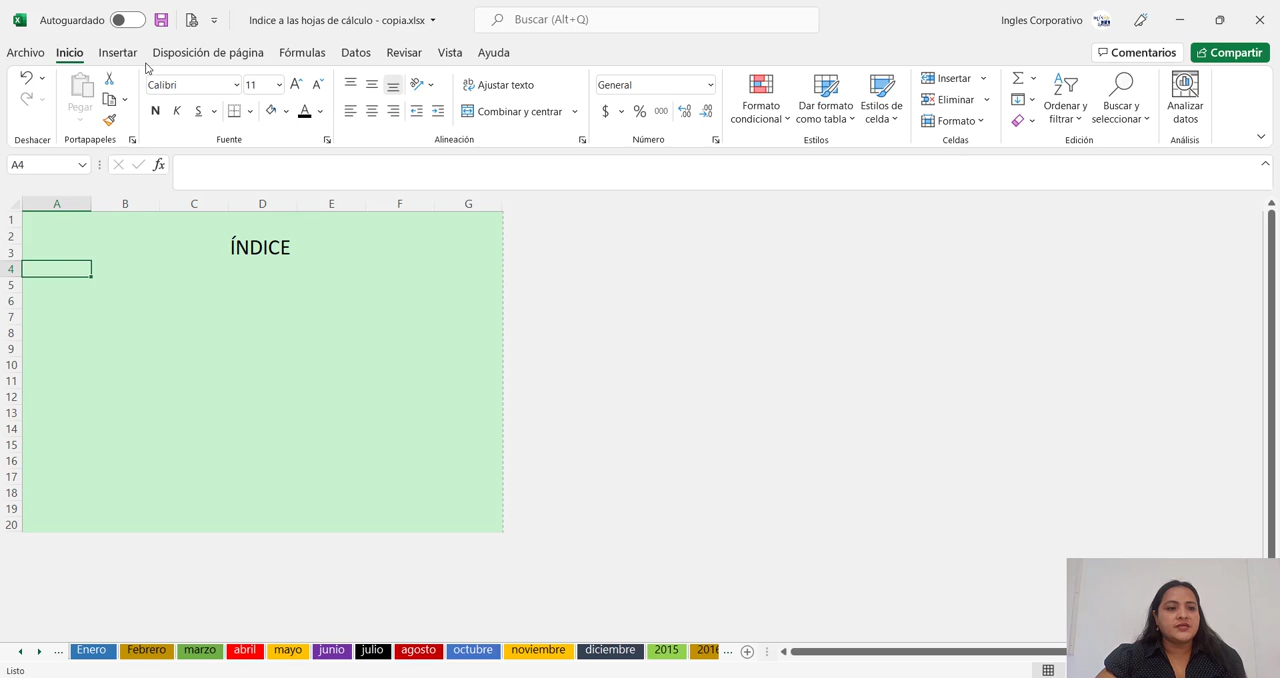 Autoguardado Indice a las hojas de cálculo - copia.xlsx Buscar (Alt+Q) Ingles Corporativo
Archivo Inicio Insertar Disposición de página Fórmulas Datos Revisar Vista Ayuda Comentarios Compartir
Calibri 11 Ajustar texto General Insertar
Pegar N K S A Combinar y centrar $ % 000 Formato condicional Dar formato como tabla Estilos de celda Eliminar Formato Ordenar y filtrar Buscar y seleccionar Analizar datos
Deshacer Portapapeles Fuente Alineación Número Estilos Celdas Edición Análisis
A4 fx
A B C D E F G
1
2
ÍNDICE
3
4
5
6
7
8
9
10
11
12
13
14
15
16
17
18
19
20
... Enero Febrero marzo abril mayo junio julio agosto octubre noviembre diciembre 2015 2016 ...
Listo